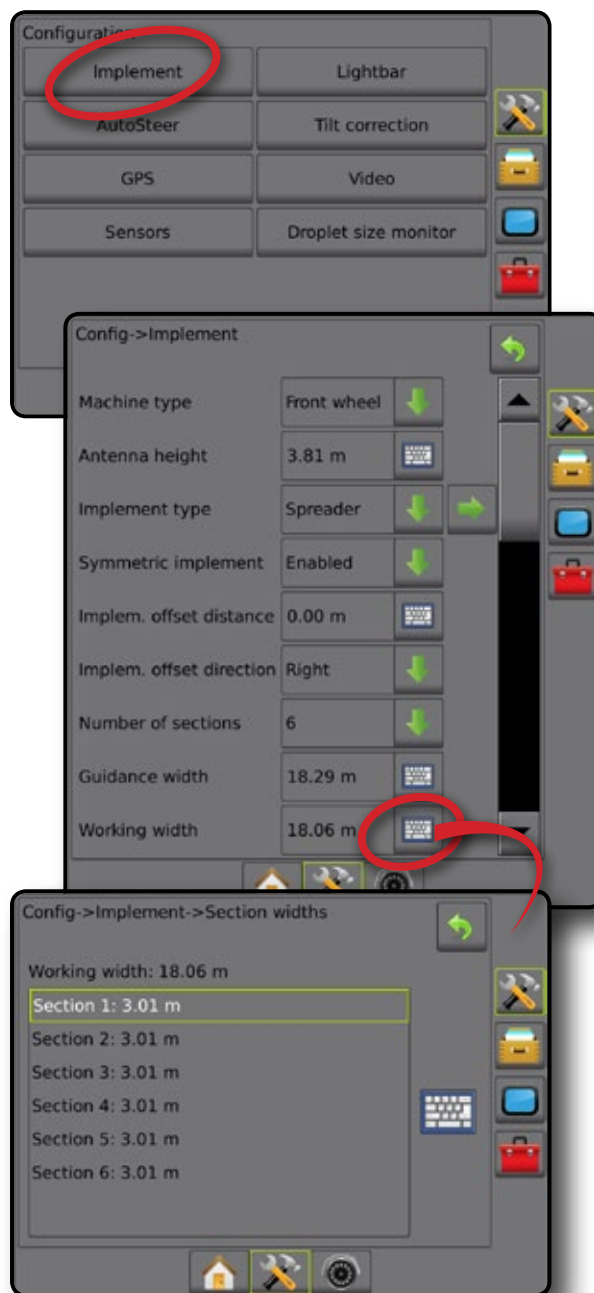 Configuration
Implement Lightbar
AutoSteer Tilt correction
GPS Video
Sensors Droplet size monitor
Config->Implement
Machine type Front wheel
Antenna height 3.81 m
Implement type Spreader
Symmetric implement Enabled
Implem. offset distance 0.00 m
Implem. offset direction Right
Number of sections 6
Guidance width 18.29 m
Working width 18.06 m
Config->Implement->Section widths
Working width: 18.06 m
Section 1: 3.01 m
Section 2: 3.01 m
Section 3: 3.01 m
Section 4: 3.01 m
Section 5: 3.01 m
Section 6: 3.01 m